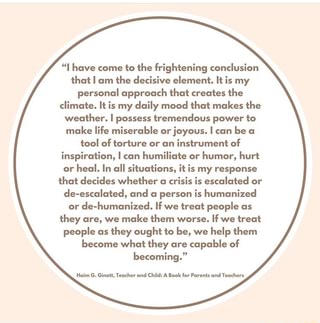 “I have come to the frightening conclusion
that I am the decisive element. It is my
personal approach that creates the
climate. It is my daily mood that makes the
weather. I possess tremendous power to
make life miserable or joyous. I can be a
tool of torture or an instrument of
inspiration, I can humiliate or humor, hurt
or heal. In all situations, it is my response
that decides whether a crisis is escalated or
de-escalated, and a person is humanized
or de-humanized. If we treat people as
they are, we make them worse. If we treat
people as they ought to be, we help them
become what they are capable of
becoming.”
Haim G. Ginott, Teacher and Child: A Book for Parents and Teachers